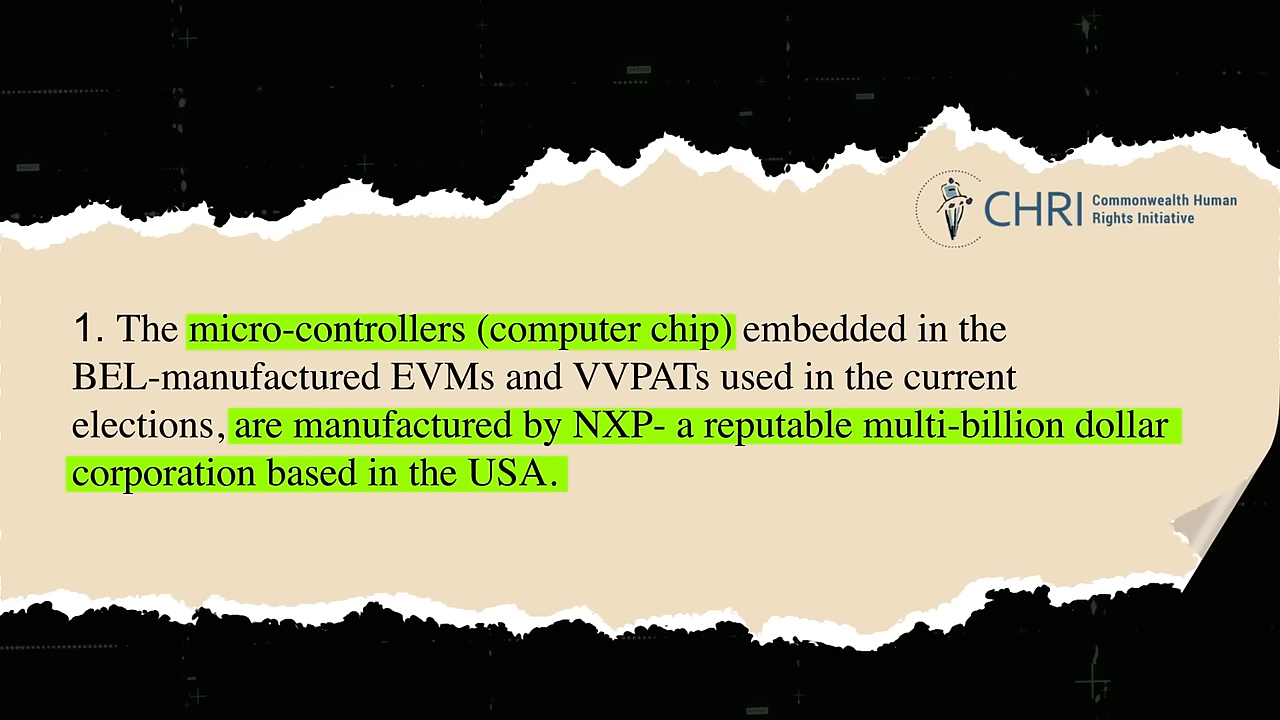 CHRI Commonwealth Human
Rights Initiative
1. The micro-controllers (computer chip) embedded in the
BEL-manufactured EVMs and VVPATs used in the current
elections, are manufactured by NXP- a reputable multi-billion dollar
corporation based in the USA.